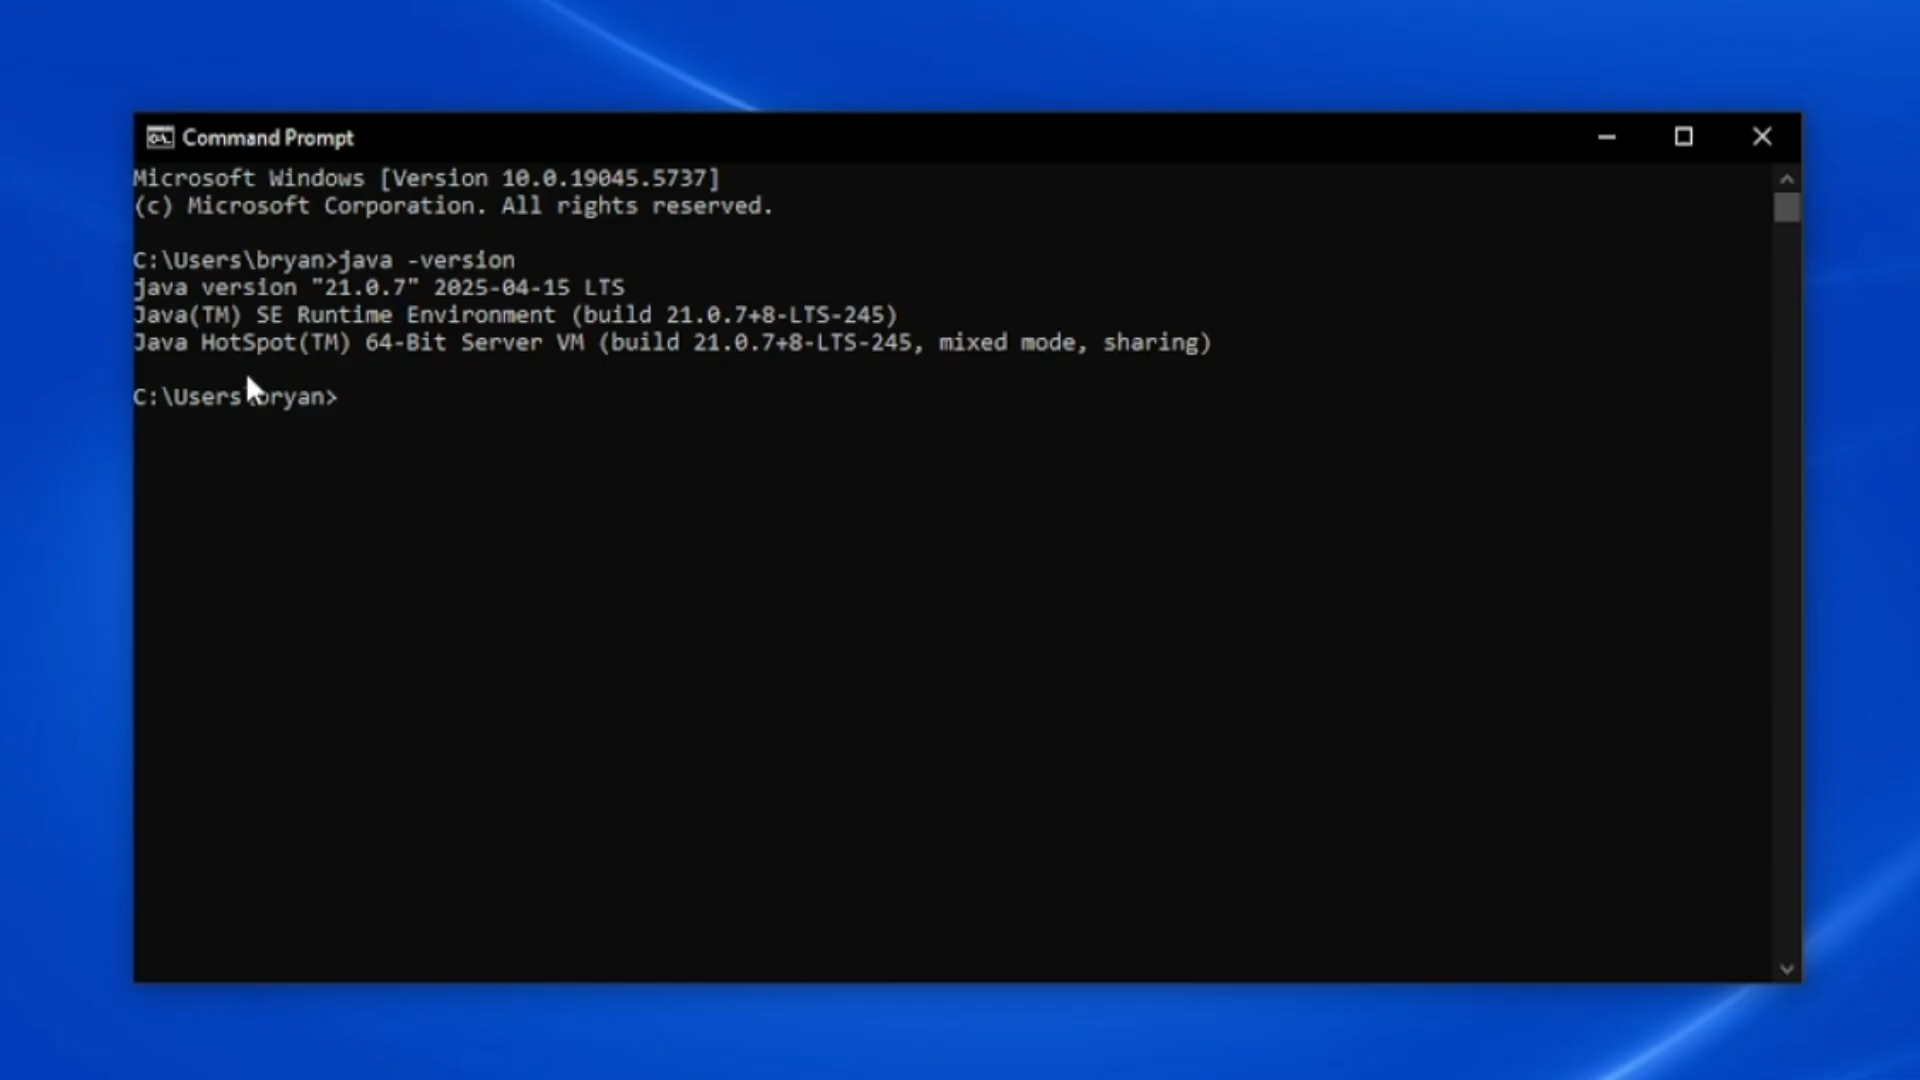 Command Prompt
Microsoft Windows [Version 10.0.19045.5737]
(c) Microsoft Corporation. All rights reserved.
C:\Users\bryan>java -version
java version "21.0.7" 2025-04-15 LTS
Java(TM) SE Runtime Environment (build 21.0.7+8-LTS-245)
Java HotSpot(TM) 64-Bit Server VM (build 21.0.7+8-LTS-245, mixed mode, sharing)
C:\Users\bryan>